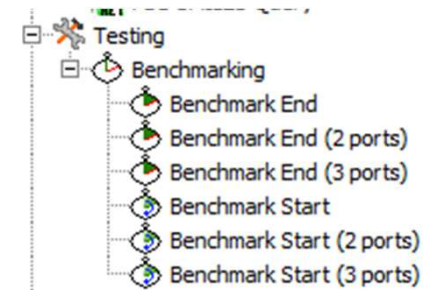 Testing
Benchmarking
Benchmark End
Benchmark End (2 ports)
Benchmark End (3 ports)
Benchmark Start
Benchmark Start (2 ports)
Benchmark Start (3 ports)